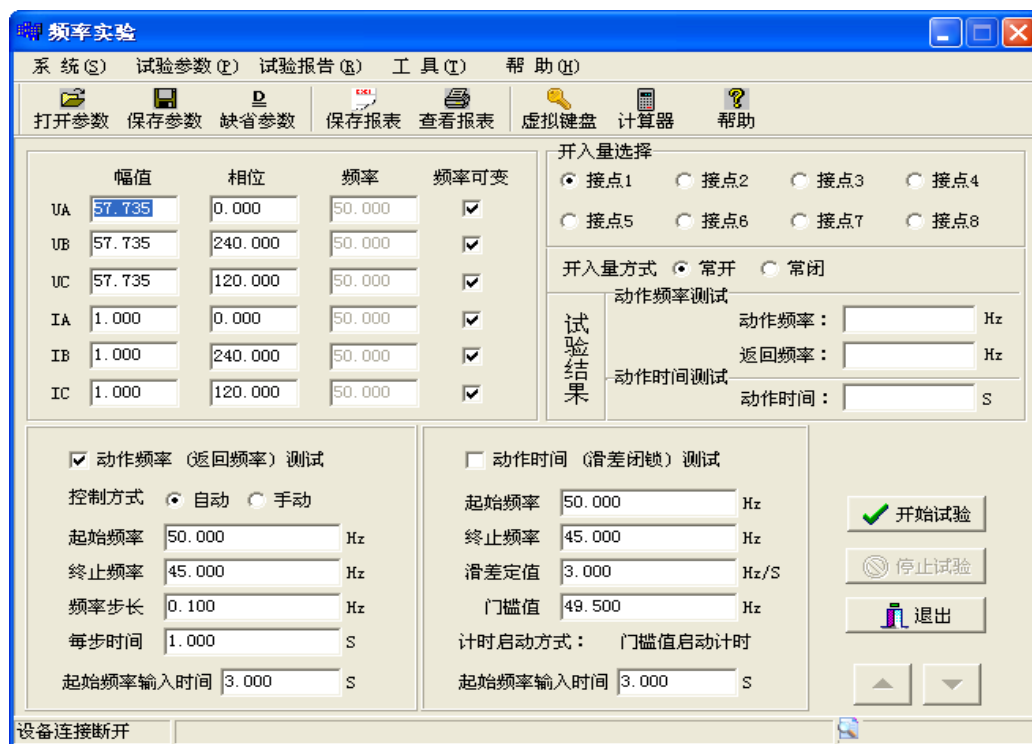 频率实验
系 统(S) 试验参数(P) 试验报告(R) 工 具(T) 帮 助(H)
打开参数 保存参数 缺省参数 保存报表 查看报表 虚拟键盘 计算器 帮助
幅值 相位 频率 频率可变
UA 57.735 0.000 50.000
UB 57.735 240.000 50.000
UC 57.735 120.000 50.000
IA 1.000 0.000 50.000
IB 1.000 240.000 50.000
IC 1.000 120.000 50.000
开入量选择
接点1 接点2 接点3 接点4
接点5 接点6 接点7 接点8
开入量方式 常开 常闭
试验结果
动作频率测试
动作频率： Hz
返回频率： Hz
动作时间测试
动作时间： S
动作频率（返回频率）测试
控制方式 自动 手动
起始频率 50.000 Hz
终止频率 45.000 Hz
频率步长 0.100 Hz
每步时间 1.000 S
起始频率输入时间 3.000 S
动作时间（滑差闭锁）测试
起始频率 50.000 Hz
终止频率 45.000 Hz
滑差定值 3.000 Hz/S
门槛值 49.500 Hz
计时启动方式： 门槛值启动计时
起始频率输入时间 3.000 S
开始试验
停止试验
退出
设备连接断开